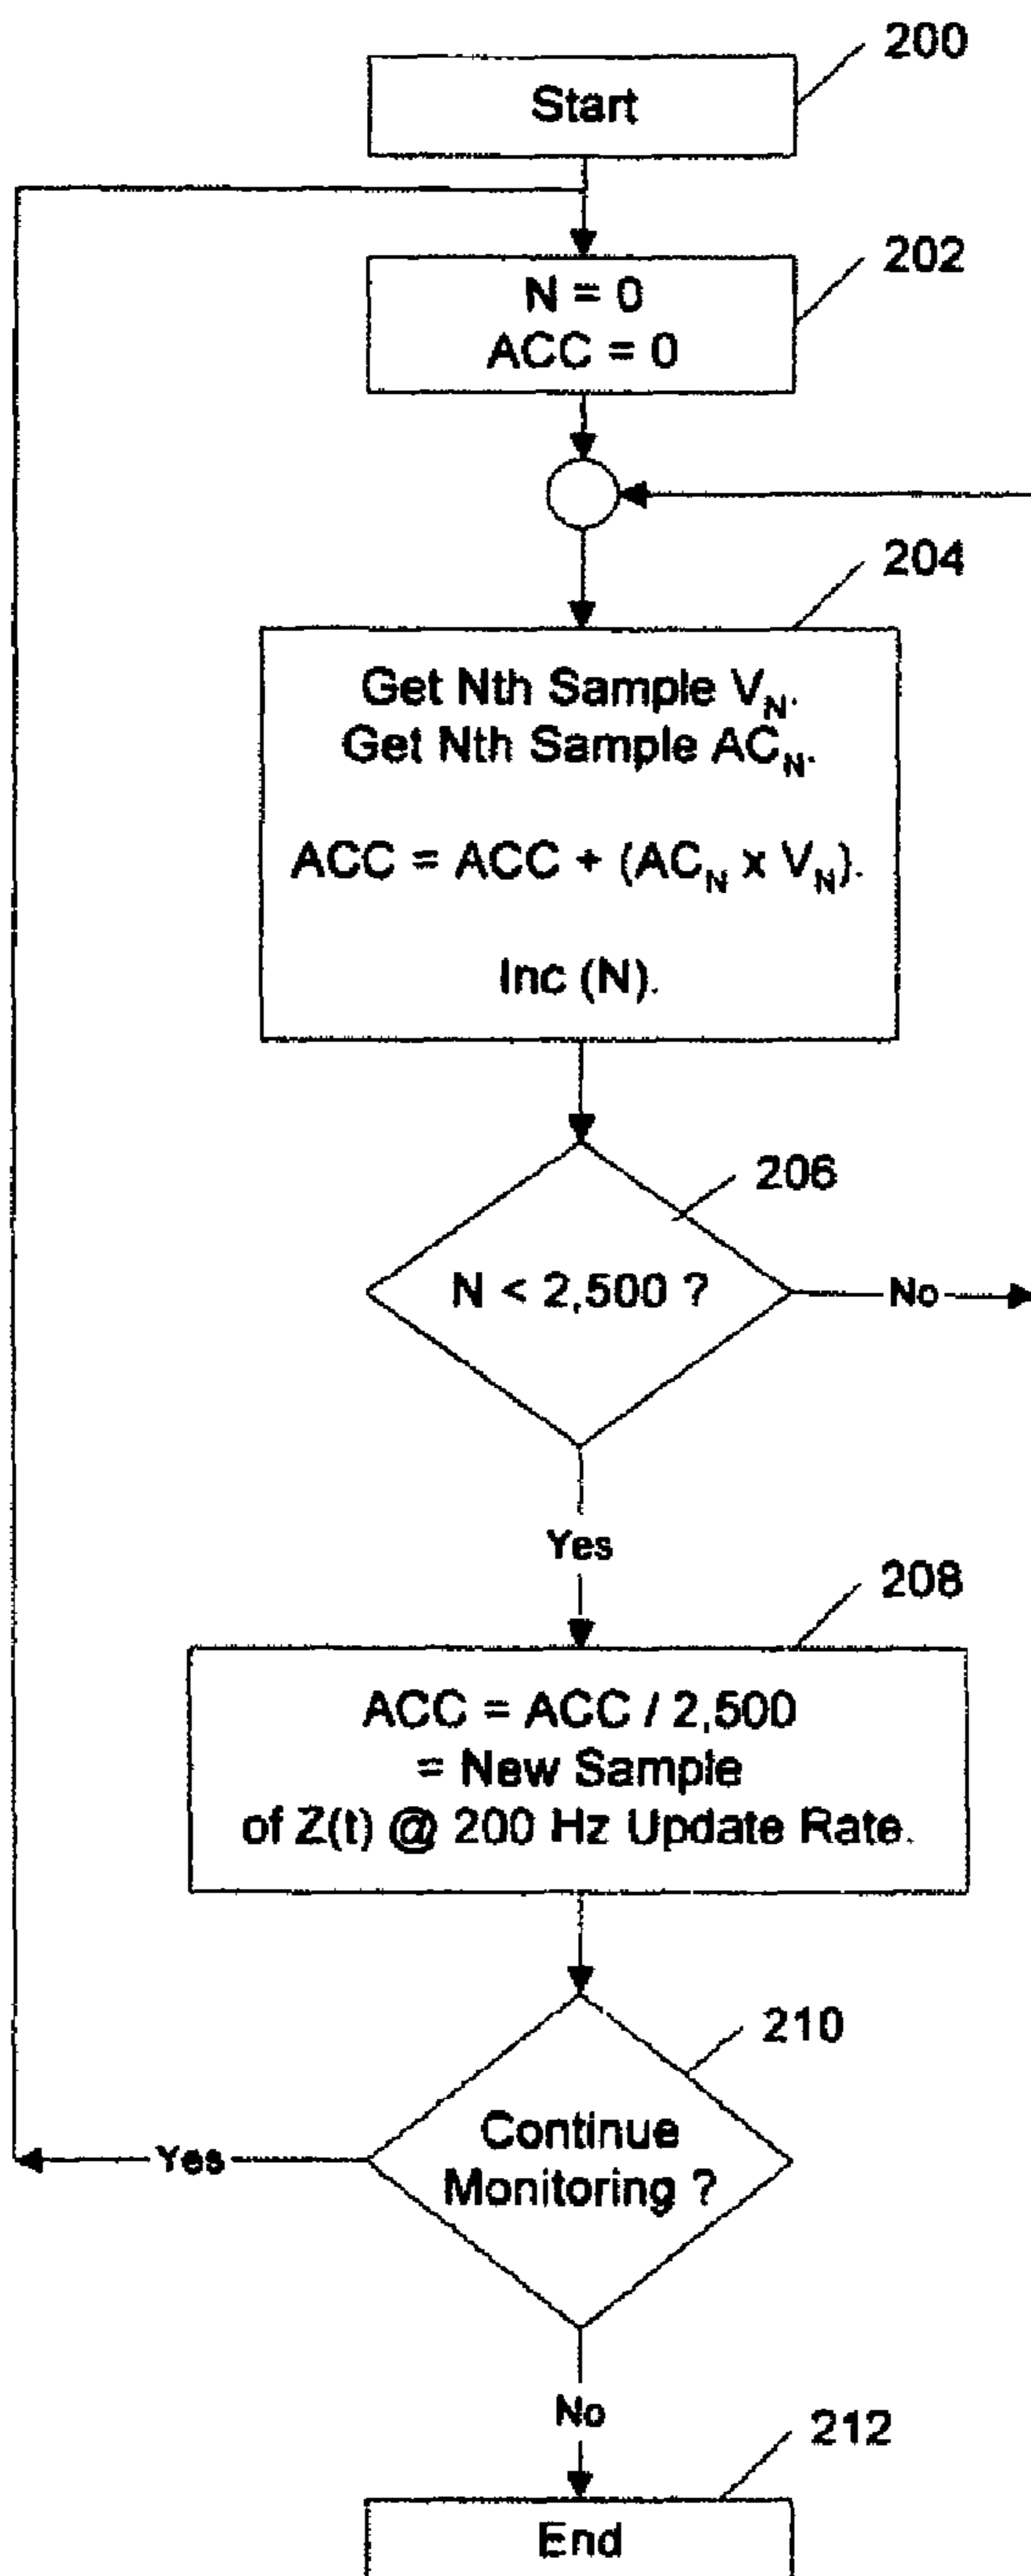 200
Start
202
N = 0
ACC = 0
204
Get Nth Sample V_N.
Get Nth Sample AC_N.
ACC = ACC + (AC_N x V_N).
Inc (N).
206
N < 2,500 ?
No
Yes
208
ACC = ACC / 2,500
= New Sample
of Z(t) @ 200 Hz Update Rate.
210
Continue
Monitoring ?
Yes
No
212
End